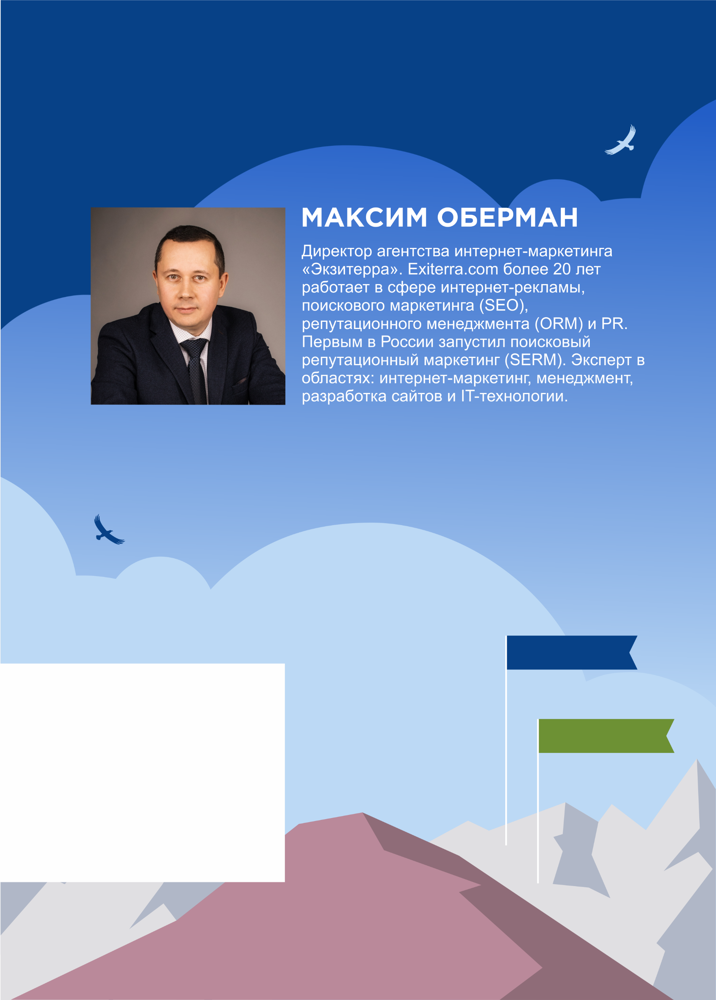 МАКСИМ ОБЕРМАН
Директор агентства интернет-маркетинга
«Экзитерра». Exiterra.com более 20 лет
работает в сфере интернет-рекламы,
поискового маркетинга (SEO),
репутационного менеджмента (ORM) и PR.
Первым в России запустил поисковый
репутационный маркетинг (SERM). Эксперт в
областях: интернет-маркетинг, менеджмент,
разработка сайтов и IT-технологии.